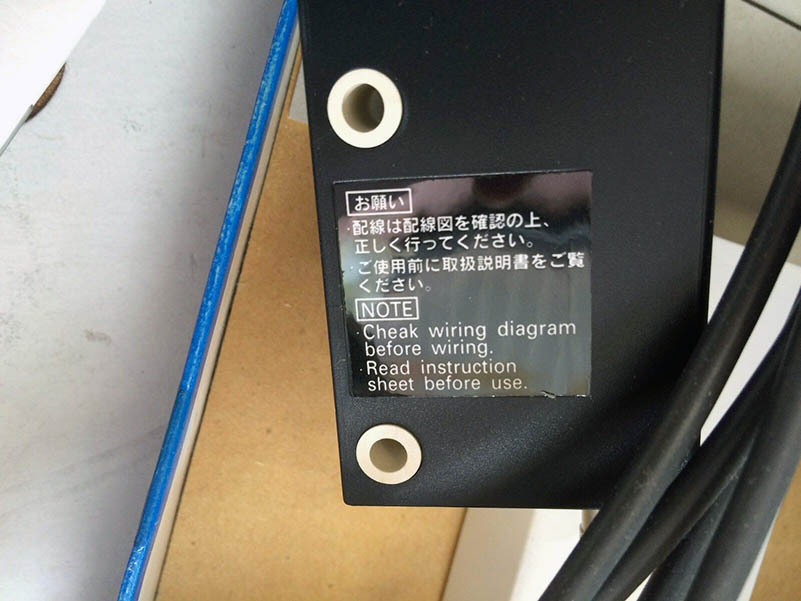 お願い
・配線は配線図を確認の上、
正しく行ってください。
・ご使用前に取扱説明書をご覧
ください。
NOTE
·Cheak wiring diagram
before wiring.
·Read instruction
sheet before use.